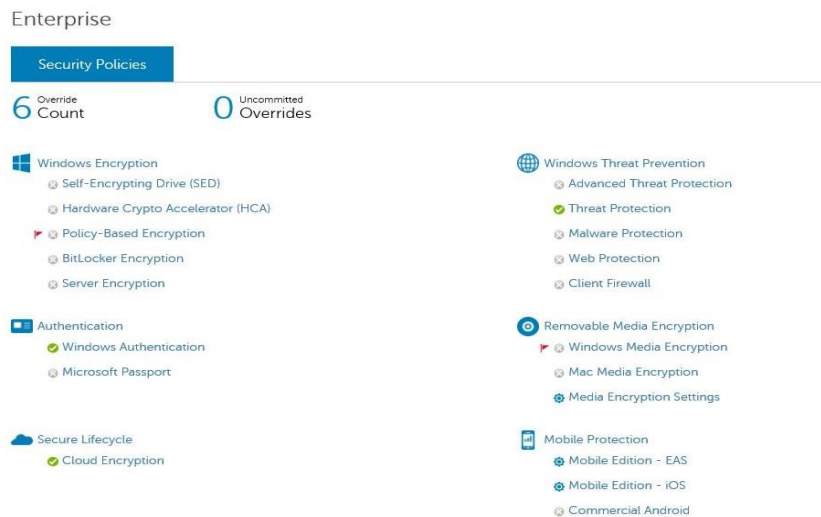 Enterprise
Security Policies
6 Override Count
0 Uncommitted Overrides
Windows Encryption
Self-Encrypting Drive (SED)
Hardware Crypto Accelerator (HCA)
Policy-Based Encryption
BitLocker Encryption
Server Encryption
Windows Threat Prevention
Advanced Threat Protection
Threat Protection
Malware Protection
Web Protection
Client Firewall
Authentication
Windows Authentication
Microsoft Passport
Removable Media Encryption
Windows Media Encryption
Mac Media Encryption
Media Encryption Settings
Secure Lifecycle
Cloud Encryption
Mobile Protection
Mobile Edition - EAS
Mobile Edition - iOS
Commercial Android